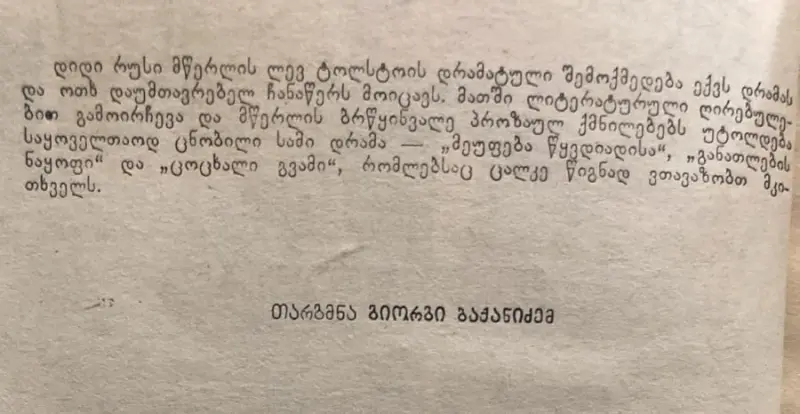 დიდი რუსი მწერლის ლევ ტოლსტოის დრამატული შემოქმედება ექვს დრამას
და ოთხ დაუმთავრებელ ჩანაწერს მოიცავს. მათში ლიტერატურული ღირებულე-
ბით გამოირჩევა და მწერლის ბრწყინვალე პროზაულ ქმნილებებს უტოლდება
საყოველთაოდ ცნობილი სამი დრამა — „მეუფება წყვდიადისა“, „განათლების
ნაყოფი“ და „ცოცხალი გვამი“, რომლებსაც ცალკე წიგნად ვთავაზობთ მკი-
თხველს.
თარგმნა გიორგი გაქანიძემ